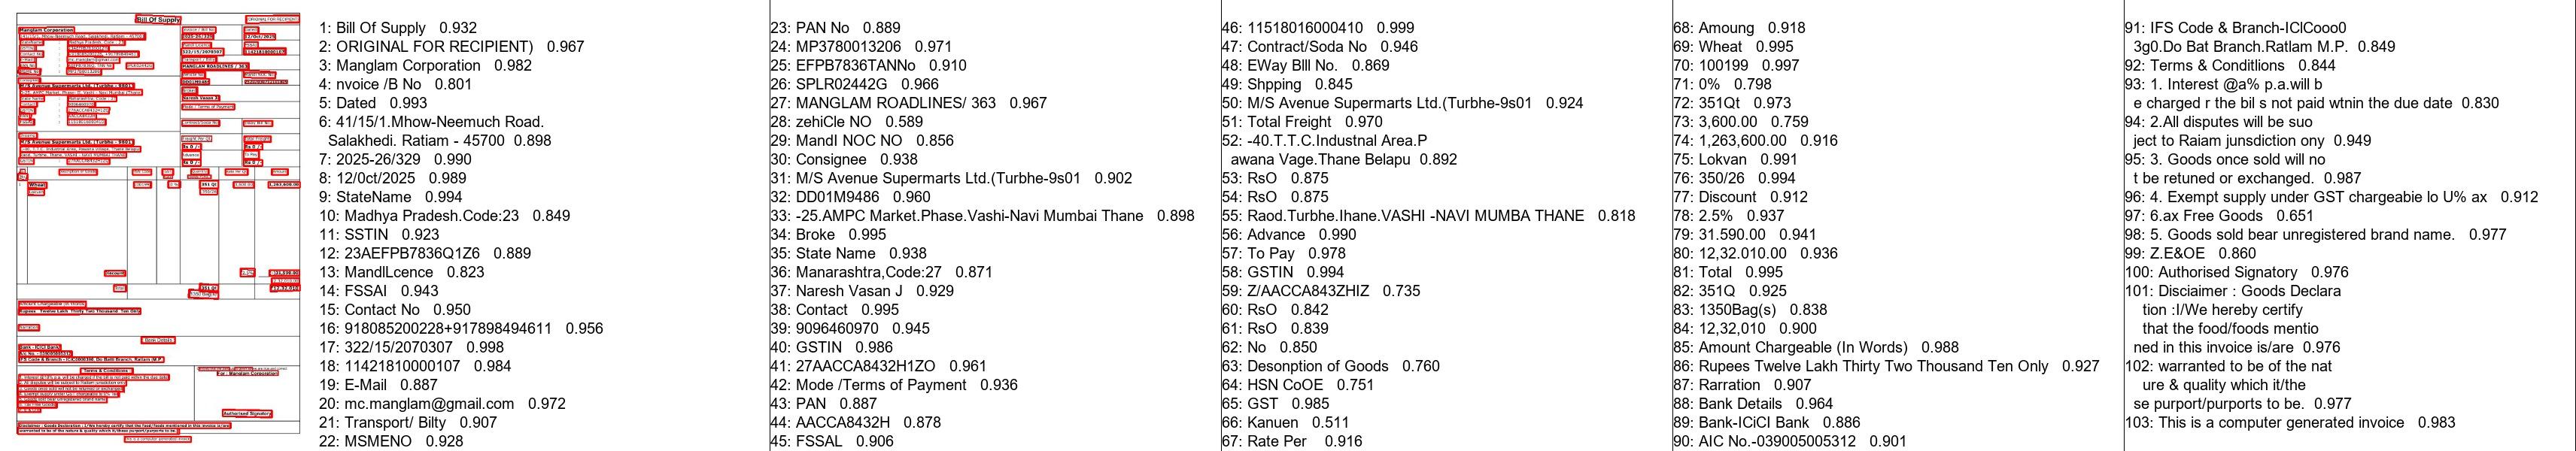 1: Bill Of Supply 0.932
2: ORIGINAL FOR RECIPIENT) 0.967
3: Manglam Corporation 0.982
4: nvoice /B No 0.801
5: Dated 0.993
6: 41/15/1.Mhow-Neemuch Road.
Salakhedi. Ratiam - 45700 0.898
7: 2025-26/329 0.990
8: 12/0ct/2025 0.989
9: StateName 0.994
10: Madhya Pradesh.Code:23 0.849
11: SSTIN 0.923
12: 23AEFPB7836Q1Z6 0.889
13: MandlLcence 0.823
14: FSSAI 0.943
15: Contact No 0.950
16: 918085200228+917898494611 0.956
17: 322/15/2070307 0.998
18: 11421810000107 0.984
19: E-Mail 0.887
20: mc.manglam@gmail.com 0.972
21: Transport/ Bilty 0.907
22: MSMENO 0.928
23: PAN No 0.889
24: MP3780013206 0.971
25: EFPB7836TANNo 0.910
26: SPLR02442G 0.966
27: MANGLAM ROADLINES/ 363 0.967
28: zehiCle NO 0.589
29: MandI NOC NO 0.856
30: Consignee 0.938
31: M/S Avenue Supermarts Ltd.(Turbhe-9s01 0.902
32: DD01M9486 0.960
33: -25.AMPC Market.Phase.Vashi-Navi Mumbai Thane 0.898
34: Broke 0.995
35: State Name 0.938
36: Manarashtra,Code:27 0.871
37: Naresh Vasan J 0.929
38: Contact 0.995
39: 9096460970 0.945
40: GSTIN 0.986
41: 27AACCA8432H1ZO 0.961
42: Mode /Terms of Payment 0.936
43: PAN 0.887
44: AACCA8432H 0.878
45: FSSAL 0.906
46: 11518016000410 0.999
47: Contract/Soda No 0.946
48: EWay Blll No. 0.869
49: Shpping 0.845
50: M/S Avenue Supermarts Ltd.(Turbhe-9s01 0.924
51: Total Freight 0.970
52: -40.T.T.C.Industnal Area.P
awana Vage.Thane Belapu 0.892
53: RsO 0.875
54: RsO 0.875
55: Raod.Turbhe.Ihane.VASHI -NAVI MUMBA THANE 0.818
56: Advance 0.990
57: To Pay 0.978
58: GSTIN 0.994
59: Z/AACCA843ZHIZ 0.735
60: RsO 0.842
61: RsO 0.839
62: No 0.850
63: Desonption of Goods 0.760
64: HSN CoOE 0.751
65: GST 0.985
66: Kanuen 0.511
67: Rate Per 0.916
68: Amoung 0.918
69: Wheat 0.995
70: 100199 0.997
71: 0% 0.798
72: 351Qt 0.973
73: 3,600.00 0.759
74: 1,263,600.00 0.916
75: Lokvan 0.991
76: 350/26 0.994
77: Discount 0.912
78: 2.5% 0.937
79: 31.590.00 0.941
80: 12,32.010.00 0.936
81: Total 0.995
82: 351Q 0.925
83: 1350Bag(s) 0.838
84: 12,32,010 0.900
85: Amount Chargeable (In Words) 0.988
86: Rupees Twelve Lakh Thirty Two Thousand Ten Only 0.927
87: Rarration 0.907
88: Bank Details 0.964
89: Bank-ICiCI Bank 0.886
90: AIC No.-039005005312 0.901
91: IFS Code & Branch-IClCooo0
3g0.Do Bat Branch.Ratlam M.P. 0.849
92: Terms & Conditlions 0.844
93: 1. Interest @a% p.a.will b
e charged r the bil s not paid wtnin the due date 0.830
94: 2.All disputes will be suo
ject to Raiam junsdiction ony 0.949
95: 3. Goods once sold will no
t be retuned or exchanged. 0.987
96: 4. Exempt supply under GST chargeable lo U% ax 0.912
97: 6.ax Free Goods 0.651
98: 5. Goods sold bear unregistered brand name. 0.977
99: Z.E&OE 0.860
100: Authorised Signatory 0.976
101: Disclaimer : Goods Declara
tion :I/We hereby certify
that the food/foods mentio
ned in this invoice is/are 0.976
102: warranted to be of the nat
ure & quality which it/the
se purport/purports to be. 0.977
103: This is a computer generated invoice 0.983